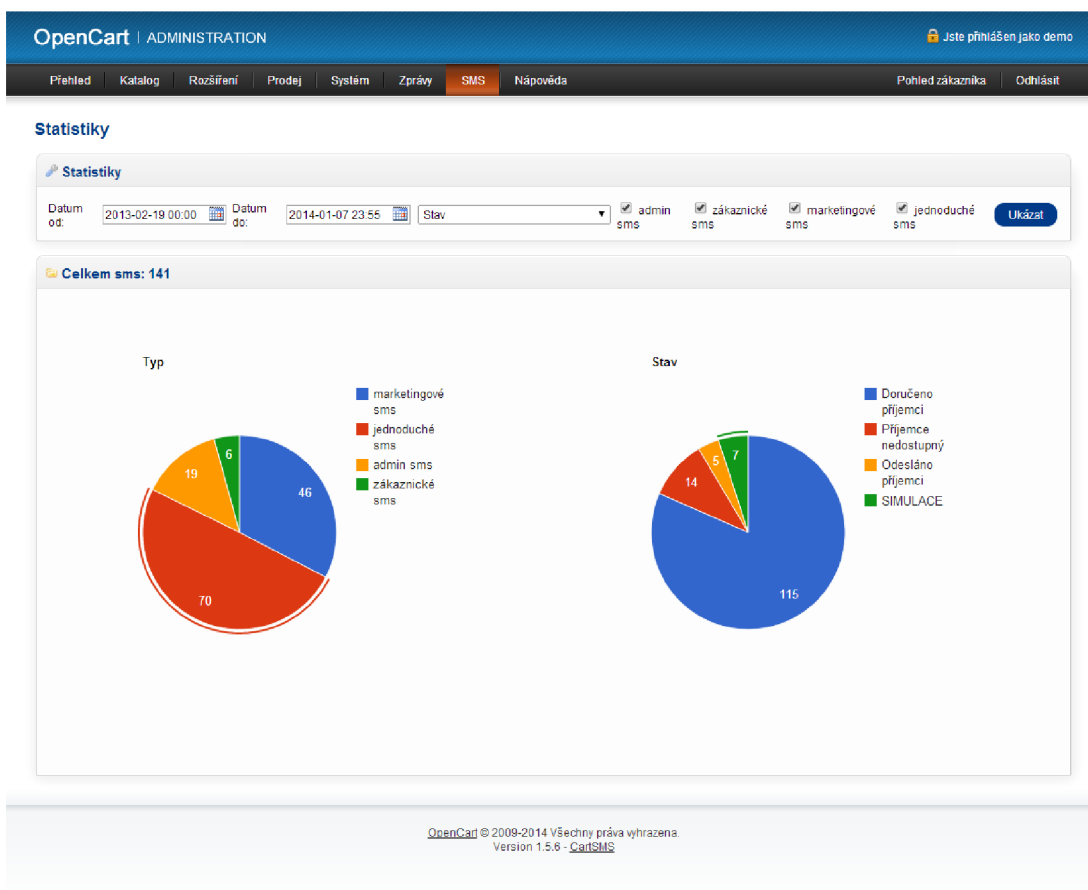 OpenCart | ADMINISTRATION
Jste přihlášen jako demo
Přehled Katalog Rozšíření Prodej Systém Zprávy SMS Nápověda Pohled zákazníka Odhlásit
Statistiky
Statistiky
Datum od: 2013-02-19 00:00 Datum do: 2014-01-07 23:55 Stav admin sms zákaznické sms marketingové sms jednoduché sms Ukázat
Celkem sms: 141
Typ
marketingové
sms
jednoduché
sms
admin sms
zákaznické
sms
6
19
46
70
Stav
Doručeno
příjemci
Příjemce
nedostupný
Odesláno
příjemci
SIMULACE
7
5
14
115
OpenCart © 2009-2014 Všechny práva vyhrazena.
Version 1.5.6 - CartSMS